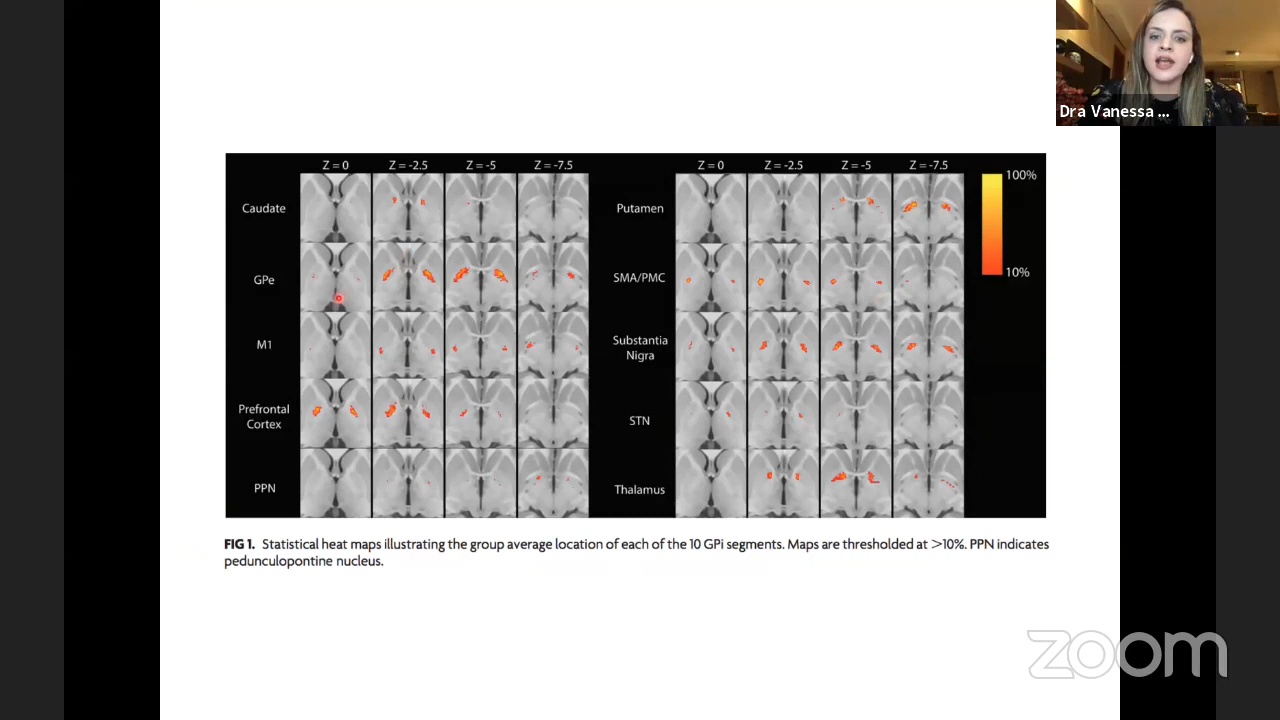 Dra Vanessa ...
Z = 0 Z = -2.5 Z = -5 Z = -7.5
Caudate
GPe
M1
Prefrontal
Cortex
PPN
Z = 0 Z = -2.5 Z = -5 Z = -7.5
Putamen
SMA/PMC
Substantia
Nigra
STN
Thalamus
100%
10%
FIG 1. Statistical heat maps illustrating the group average location of each of the 10 GPi segments. Maps are thresholded at >10%. PPN indicates
pedunculopontine nucleus.
zoom